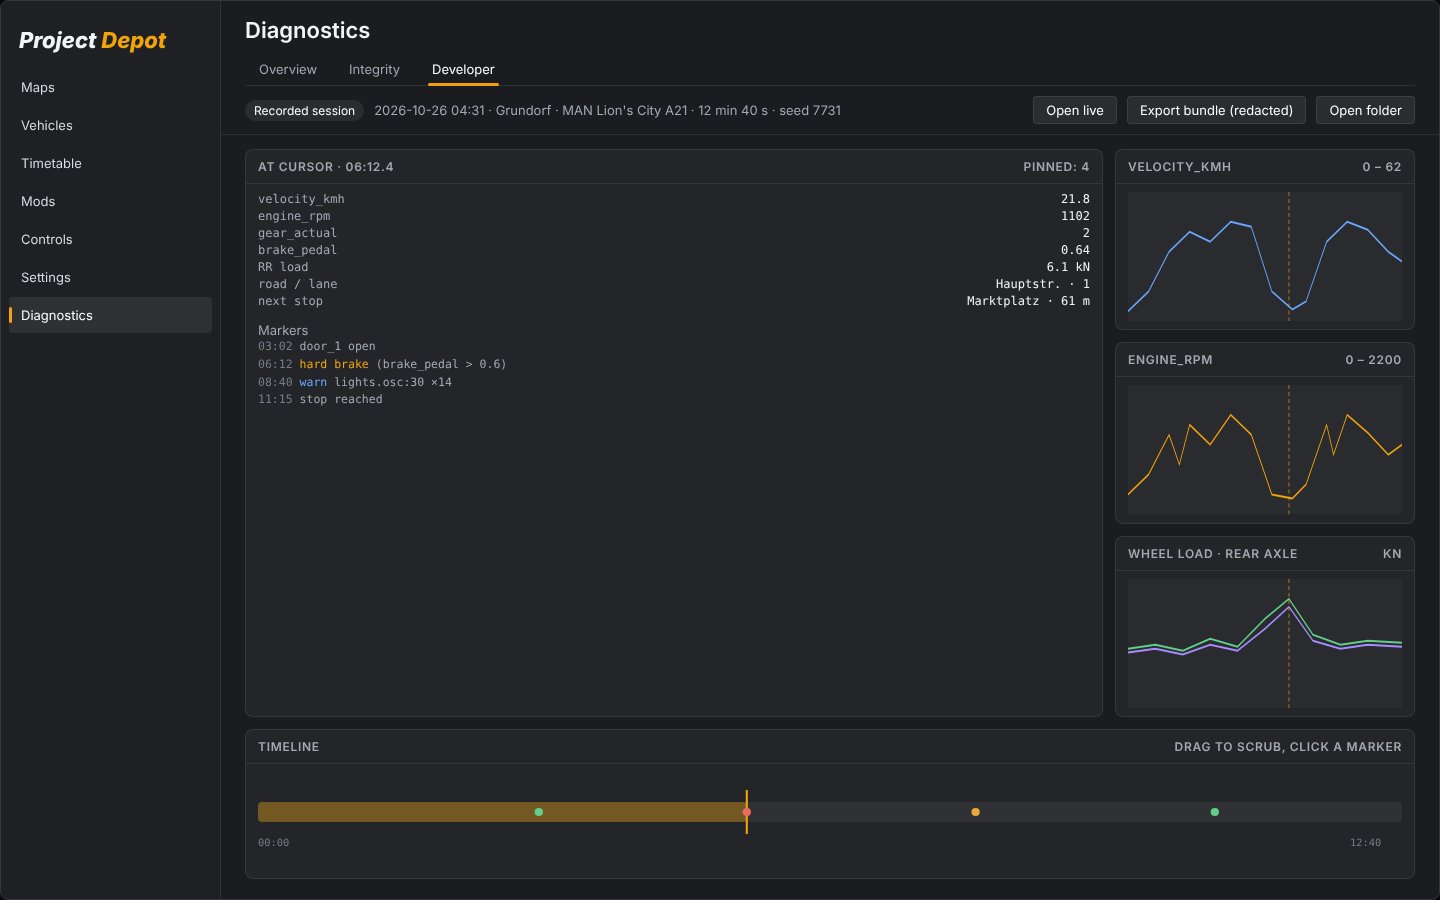 Project Depot
Maps
Vehicles
Timetable
Mods
Controls
Settings
Diagnostics
Diagnostics
Overview Integrity Developer
Recorded session 2026-10-26 04:31 · Grundorf · MAN Lion's City A21 · 12 min 40 s · seed 7731
Open live Export bundle (redacted) Open folder
AT CURSOR · 06:12.4 PINNED: 4
velocity_kmh 21.8
engine_rpm 1102
gear_actual 2
brake_pedal 0.64
RR load 6.1 kN
road / lane Hauptstr. · 1
next stop Marktplatz · 61 m
Markers
03:02 door_1 open
06:12 hard brake (brake_pedal > 0.6)
08:40 warn lights.osc:30 ×14
11:15 stop reached
VELOCITY_KMH 0 – 62
ENGINE_RPM 0 – 2200
WHEEL LOAD · REAR AXLE KN
TIMELINE DRAG TO SCRUB, CLICK A MARKER
00:00 12:40